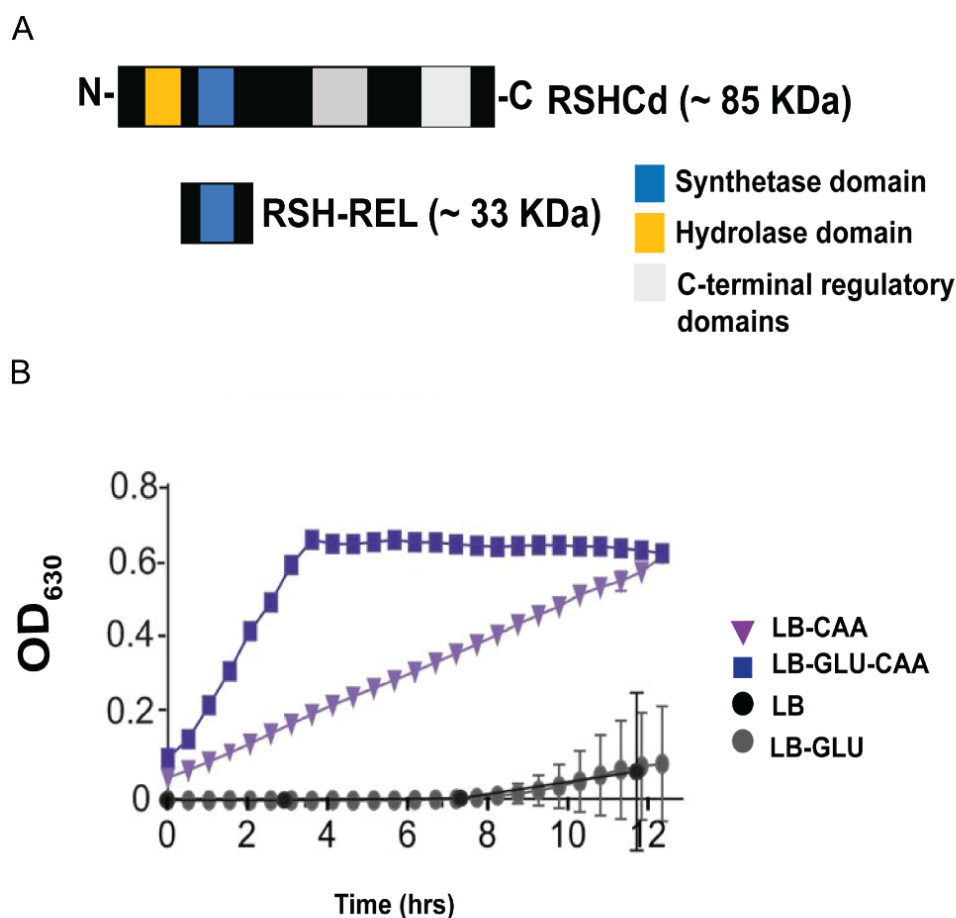 A
N-
-C RSHCd (~ 85 KDa)
RSH-REL (~ 33 KDa)
Synthetase domain
Hydrolase domain
C-terminal regulatory
domains
B
0.8
0.6
0.4
0.2
0
OD630
0 2 4 6 8 10 12
Time (hrs)
LB-CAA
LB-GLU-CAA
LB
LB-GLU